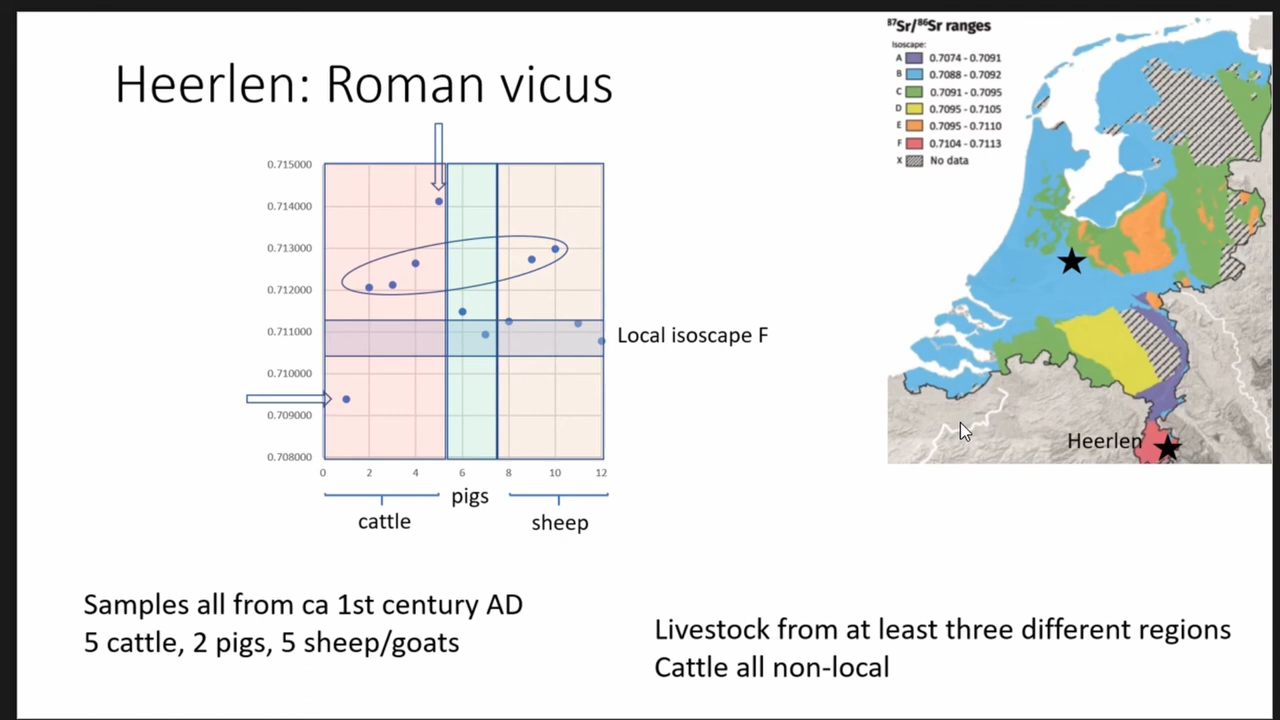 Heerlen: Roman vicus
⁸⁷Sr/⁸⁶Sr ranges
Isoscape:
A 0.7074 - 0.7091
B 0.7088 - 0.7092
C 0.7091 - 0.7095
D 0.7095 - 0.7105
E 0.7095 - 0.7110
F 0.7104 - 0.7113
X No data
Heerlen
0.715000
0.714000
0.713000
0.712000
0.711000
0.710000
0.709000
0.708000
Local isoscape F
0 2 4 6 8 10 12
cattle
pigs
sheep
Samples all from ca 1st century AD
5 cattle, 2 pigs, 5 sheep/goats
Livestock from at least three different regions
Cattle all non-local